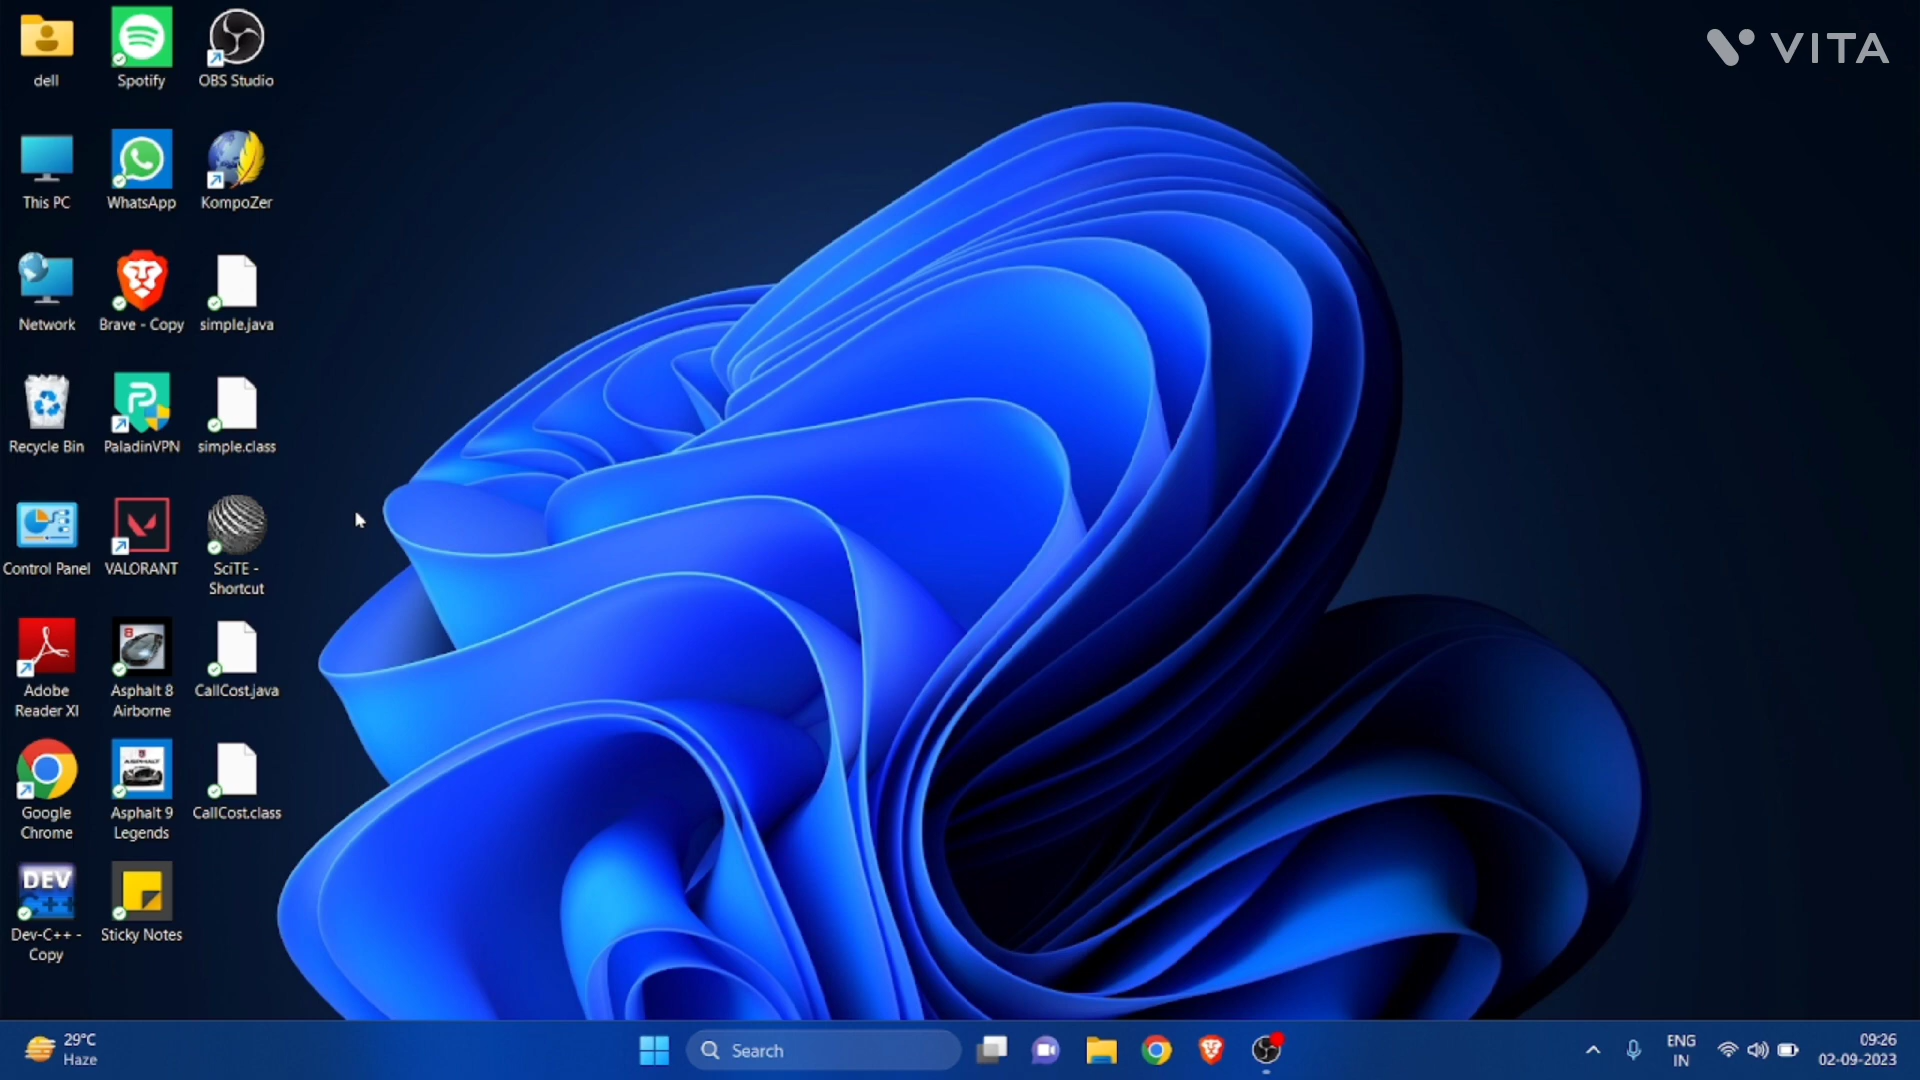 VITA
dell
Spotify
OBS Studio
This PC
WhatsApp
KompoZer
Network
Brave - Copy
simple.java
Recycle Bin
PaladinVPN
simple.class
Control Panel
VALORANT
SciTE -
Shortcut
Adobe
Reader XI
8
Asphalt 8
Airborne
CallCost.java
Google
Chrome
ASPHALT
Asphalt 9
Legends
CallCost.class
DEV
C++
Dev-C++ -
Copy
Sticky Notes
29°C
Haze
Search
ENG
IN
09:26
02-09-2023